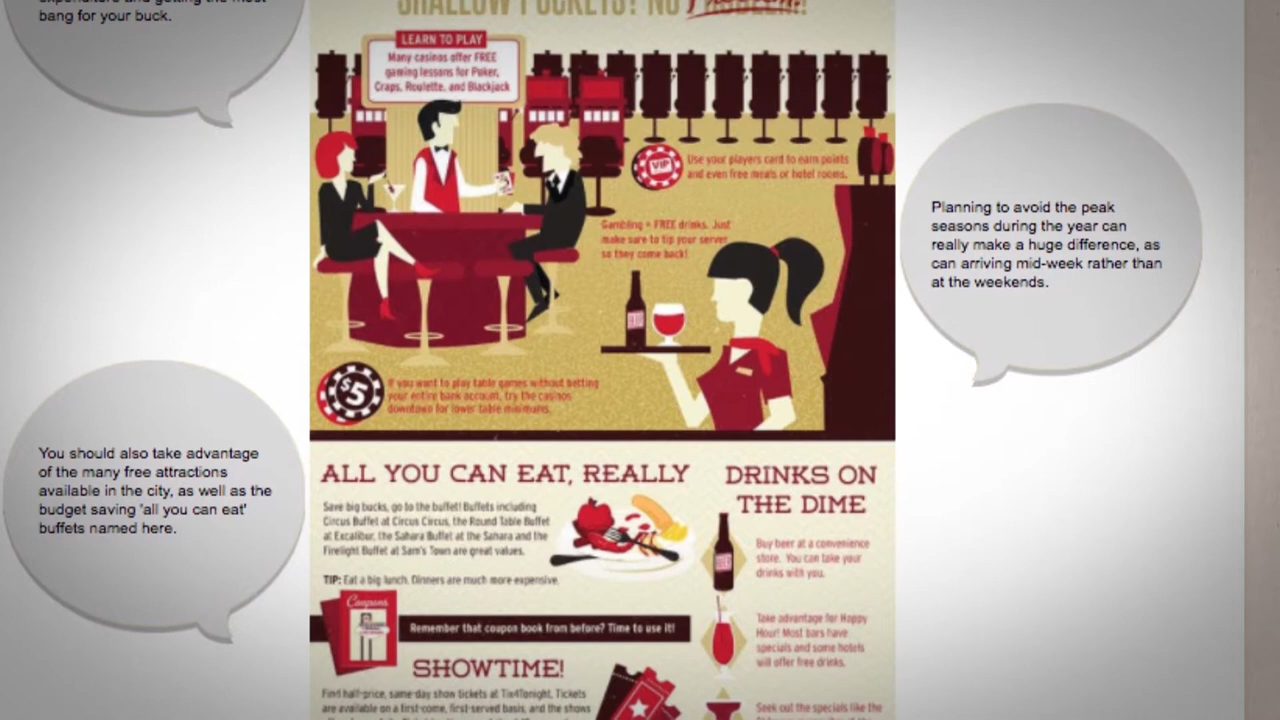 bang for your buck.
SHALLOW POCKETS? NO
LEARN TO PLAY
Many casinos offer FREE
gaming lessons for Poker,
Craps, Roulette, and Blackjack
VIP
Use your players card to earn points
and even free meals or hotel rooms.
Gambling = FREE drinks. Just
make sure to tip your server
so they come back!
$5
If you want to play table games without betting
your entire bank account, try the casinos
downtown for lower table minimums.
Planning to avoid the peak
seasons during the year can
really make a huge difference, as
can arriving mid-week rather than
at the weekends.
You should also take advantage
of the many free attractions
available in the city, as well as the
budget saving 'all you can eat'
buffets named here.
ALL YOU CAN EAT, REALLY
Save big bucks, go to the buffet! Buffets including
Circus Buffet at Circus Circus, the Round Table Buffet
at Excalibur, the Sahara Buffet at the Sahara and the
Firelight Buffet at Sam's Town are great values.
TIP: Eat a big lunch. Dinners are much more expensive.
Coupons
Remember that coupon book from before? Time to use it!
SHOWTIME!
Find half-price, same-day show tickets at Tix4Tonight. Tickets
are available on a first-come, first-served basis, and the shows
DRINKS ON
THE DIME
Buy beer at a convenience
store. You can take your
drinks with you.
Take advantage for Happy
Hour! Most bars have
specials and some hotels
will offer free drinks.
Seek out the specials like the